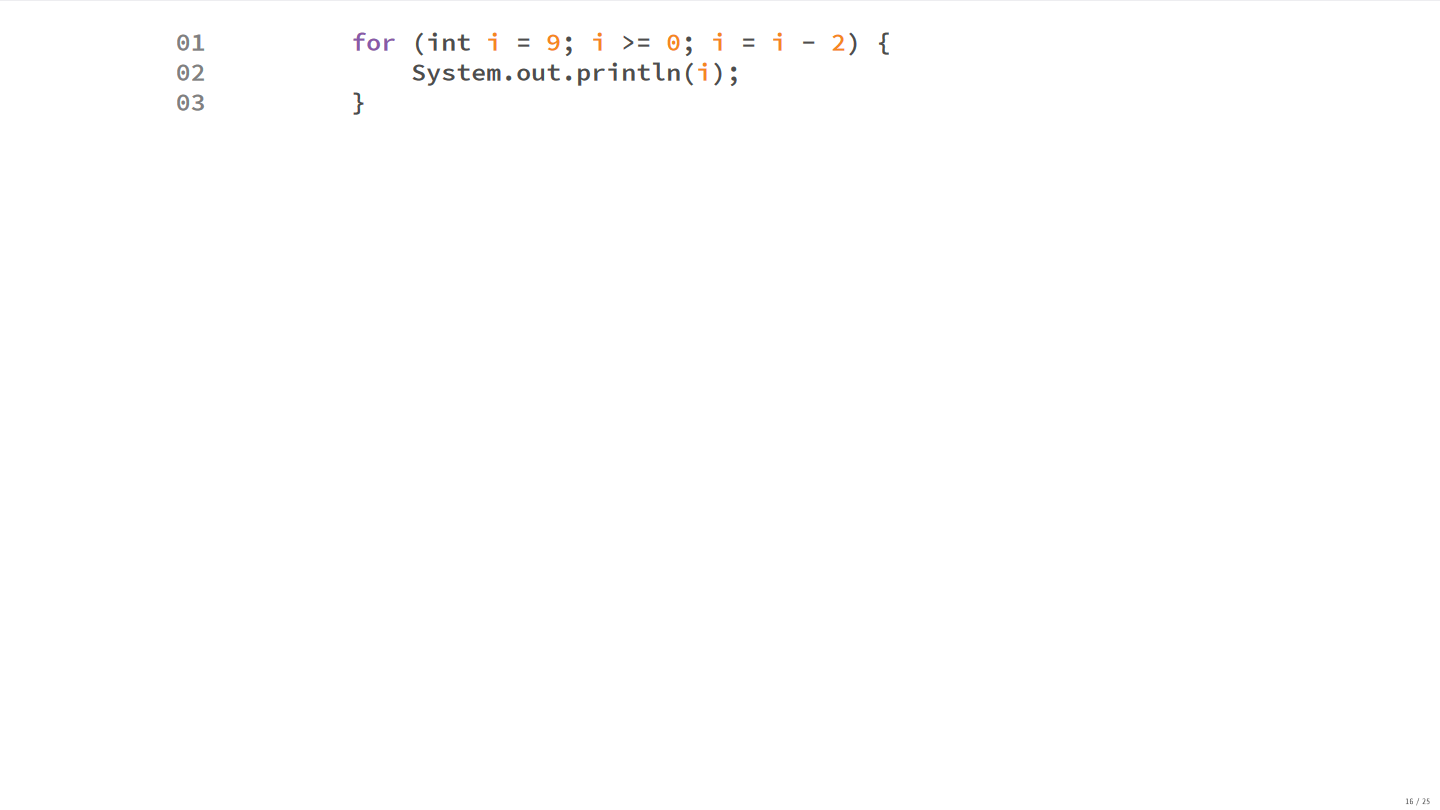 01 for (int i = 9; i >= 0; i = i - 2) {
02 System.out.println(i);
03 }
16 / 25